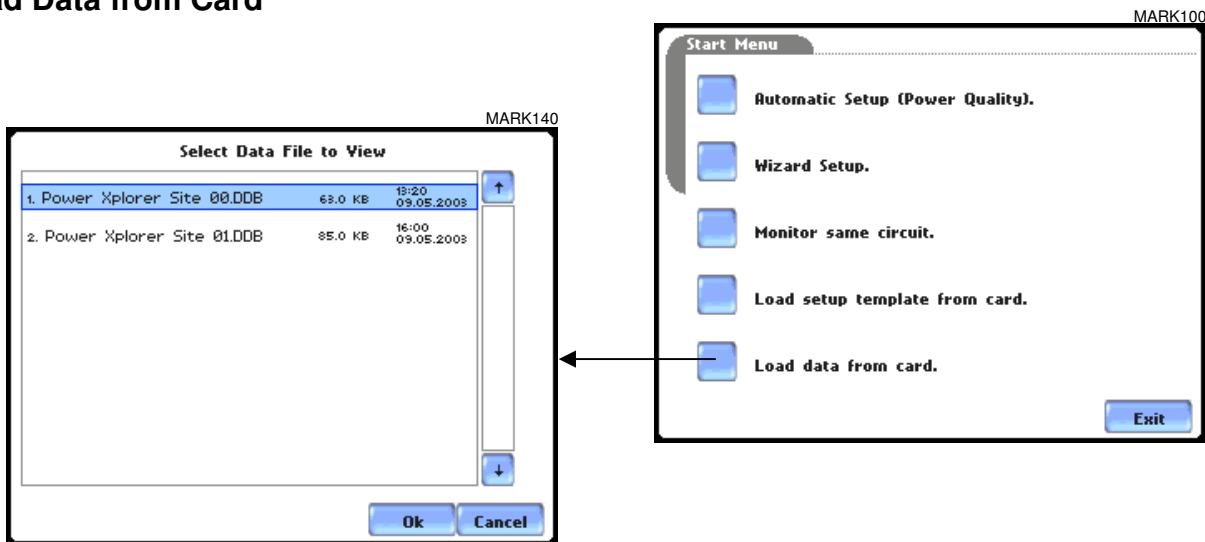 ad Data from Card
MARK100
Start Menu
Automatic Setup (Power Quality).
Wizard Setup.
Monitor same circuit.
Load setup template from card.
Load data from card.
Exit
MARK140
Select Data File to View
1. Power Xplorer Site 00.DDB 63.0 KB 13:20 09.05.2003
2. Power Xplorer Site 01.DDB 85.0 KB 16:00 09.05.2003
Ok Cancel